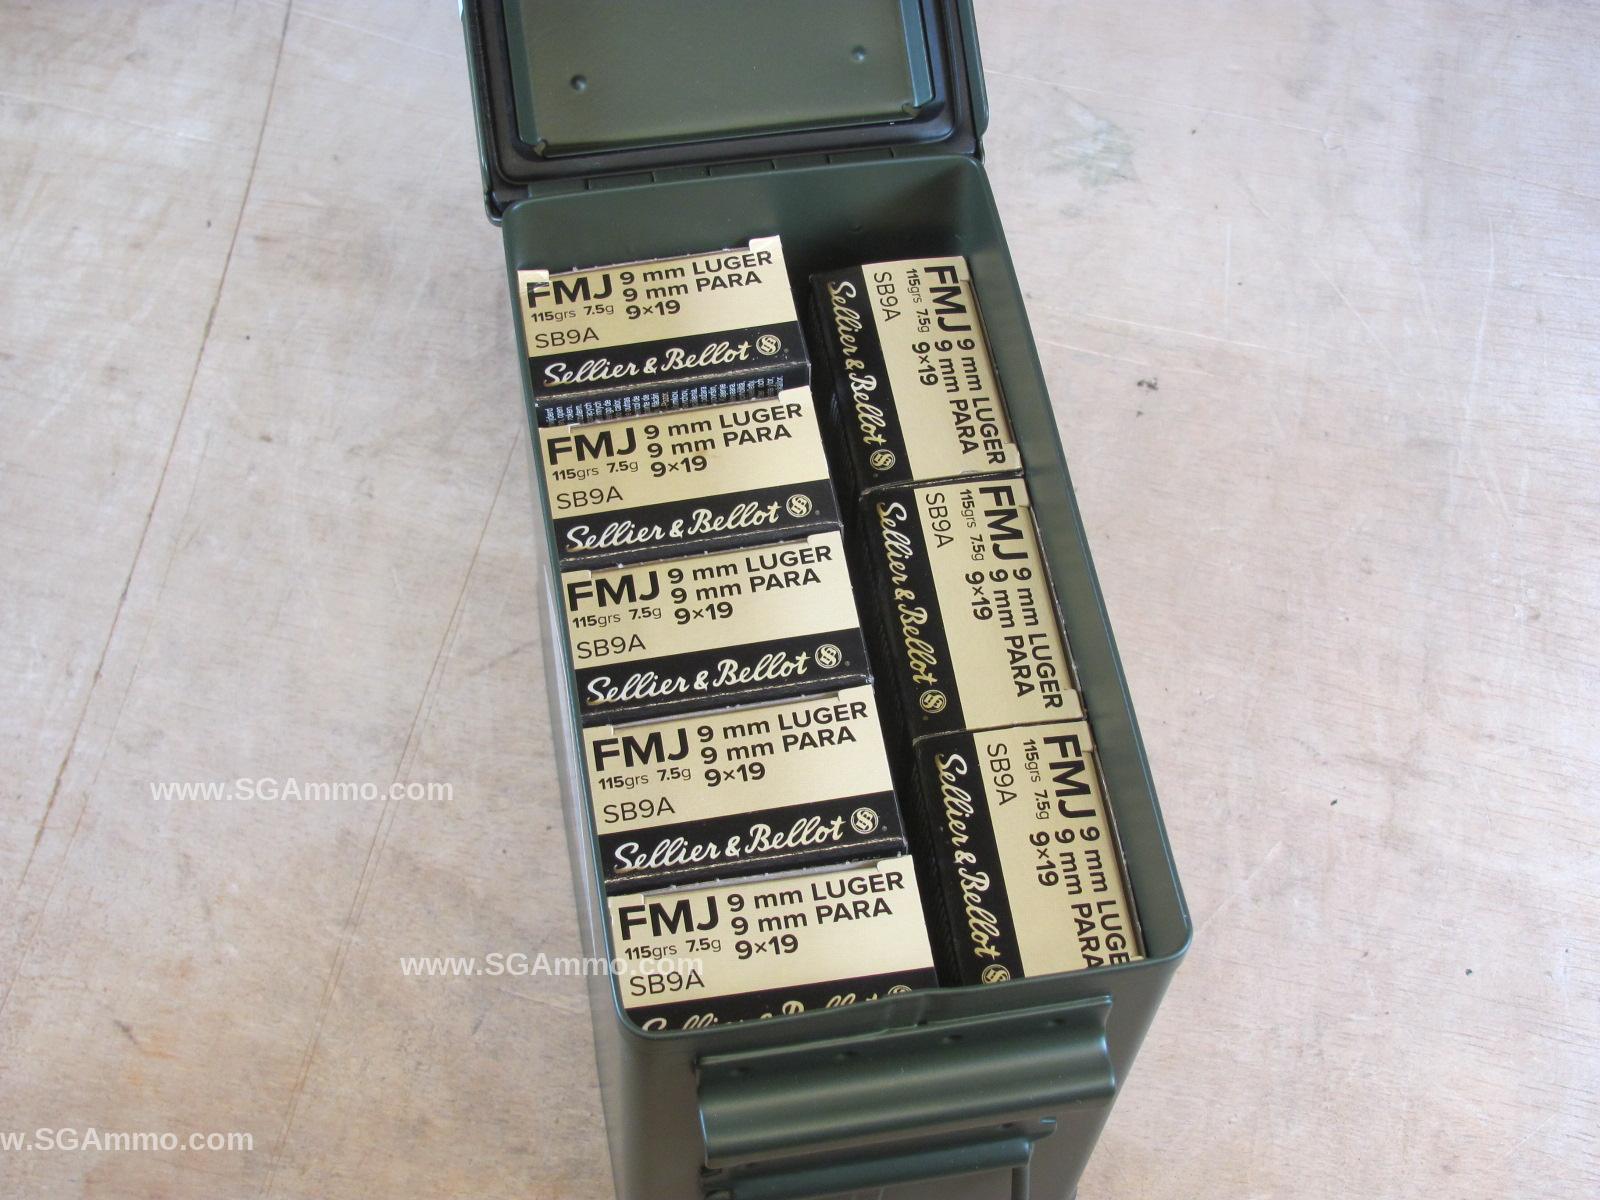 FMJ 9 mm LUGER
9 mm PARA
115grs 7.5g 9×19
SB9A
Sellier & Bellot
FMJ 9 mm LUGER
9 mm PARA
115grs 7.5g 9×19
SB9A
Sellier & Bellot
FMJ 9 mm LUGER
9 mm PARA
115grs 7.5g 9×19
SB9A
Sellier & Bellot
FMJ 9 mm LUGER
9 mm PARA
115grs 7.5g 9×19
SB9A
Sellier & Bellot
FMJ 9 mm LUGER
9 mm PARA
115grs 7.5g 9×19
SB9A
Sellier & Bellot
FMJ 9 mm LUGER
9 mm PARA
115grs 7.5g 9×19
SB9A
Sellier & Bellot
FMJ 9 mm LUGER
9 mm PARA
115grs 7.5g 9×19
SB9A
Sellier & Bellot
FMJ 9 mm LUGE
9 mm PARA
115grs 7.5g 9×19
SB9A
Sellier & Bellot
www.SGAmmo.com
www.SGAmmo.com
w.SGAmmo.com